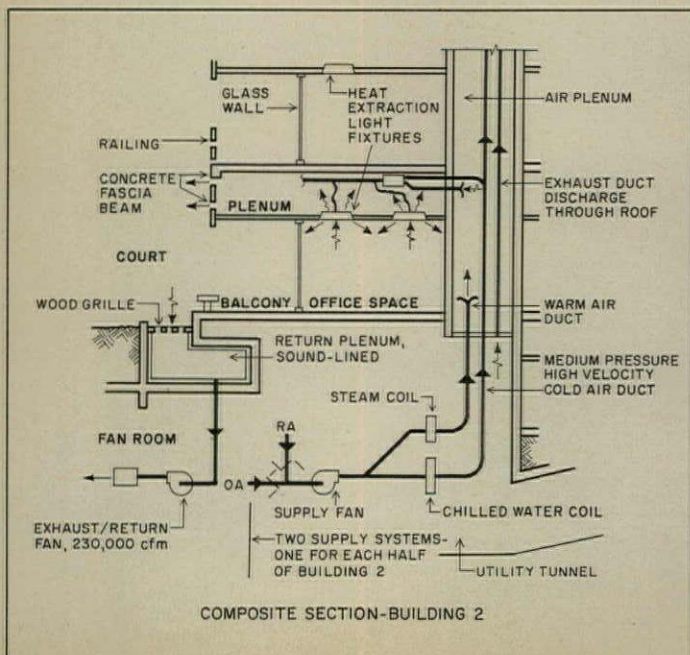 GLASS
WALL
HEAT
EXTRACTION
LIGHT
FIXTURES
AIR PLENUM
RAILING
CONCRETE
FASCIA
BEAM
PLENUM
EXHAUST DUCT
DISCHARGE
THROUGH ROOF
COURT
WOOD GRILLE
BALCONY
OFFICE SPACE
WARM AIR
DUCT
RETURN PLENUM,
SOUND-LINED
MEDIUM PRESSURE
HIGH VELOCITY
COLD AIR DUCT
STEAM COIL
FAN ROOM
RA
OA
SUPPLY FAN
CHILLED WATER COIL
EXHAUST/RETURN
FAN, 230,000 cfm
TWO SUPPLY SYSTEMS-
ONE FOR EACH HALF
OF BUILDING 2
UTILITY TUNNEL
COMPOSITE SECTION-BUILDING 2